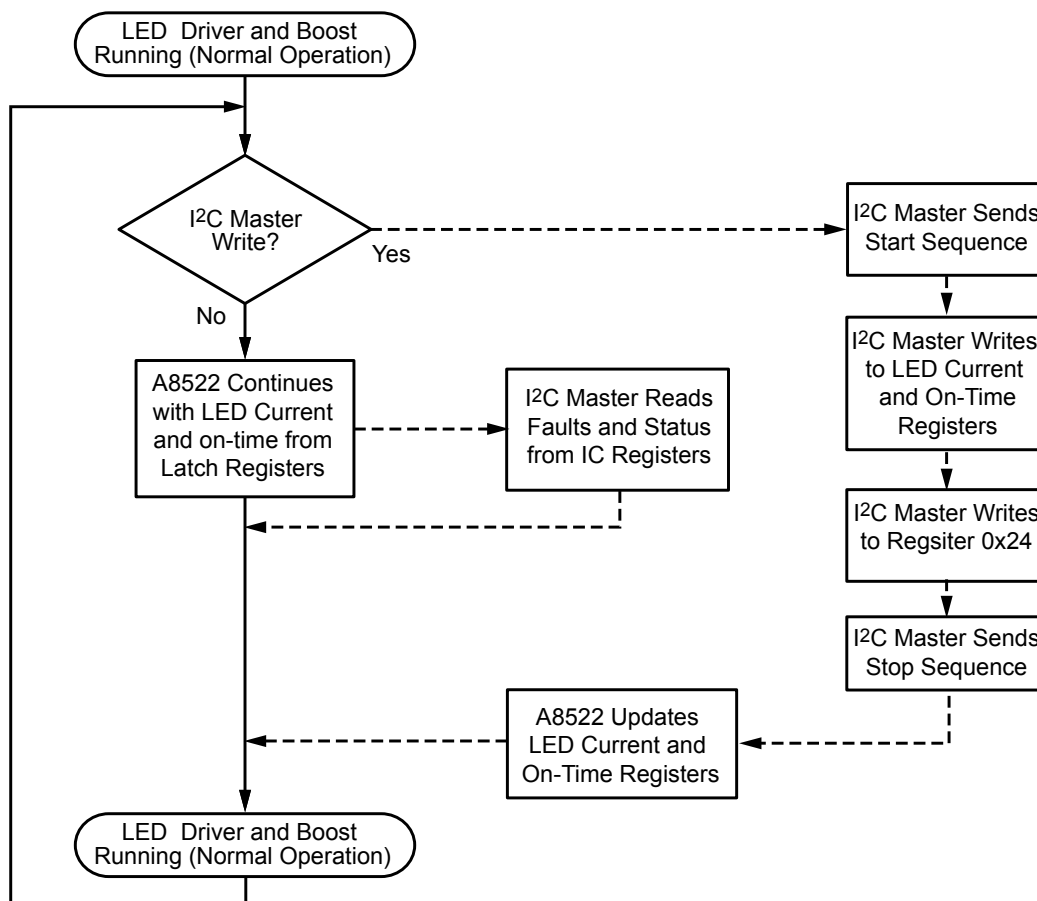 LED Driver and Boost
Running (Normal Operation)
I2C Master
Write?
Yes
No
I2C Master Sends
Start Sequence
I2C Master Writes
to LED Current
and On-Time
Registers
A8522 Continues
with LED Current
and on-time from
Latch Registers
I2C Master Reads
Faults and Status
from IC Registers
I2C Master Writes
to Regsiter 0x24
I2C Master Sends
Stop Sequence
A8522 Updates
LED Current and
On-Time Registers
LED Driver and Boost
Running (Normal Operation)